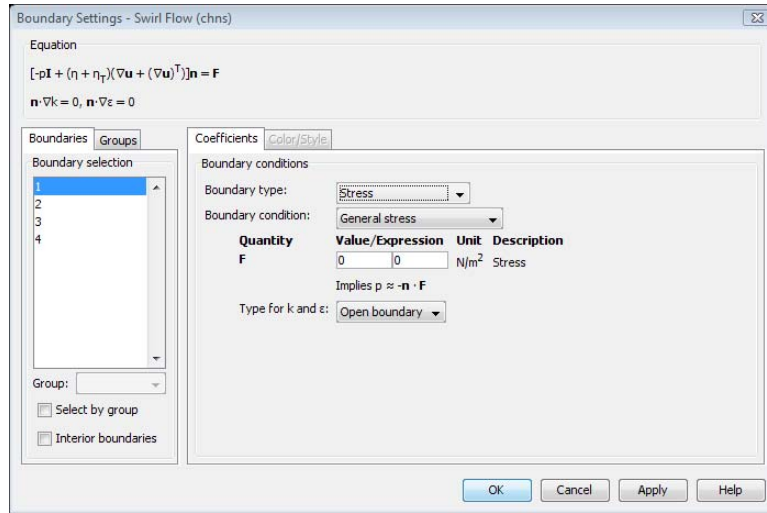 Boundary Settings - Swirl Flow (chns)
Equation
[-pI + (η + η_T)(∇u + (∇u)^T)]n = F
n·∇k = 0, n·∇ε = 0
Boundaries Groups
Coefficients Color/Style
Boundary selection
1
2
3
4
Group:
Select by group
Interior boundaries
Boundary conditions
Boundary type: Stress
Boundary condition: General stress
Quantity Value/Expression Unit Description
F 0 0 N/m² Stress
Implies p ≈ -n · F
Type for k and ε: Open boundary
OK Cancel Apply Help